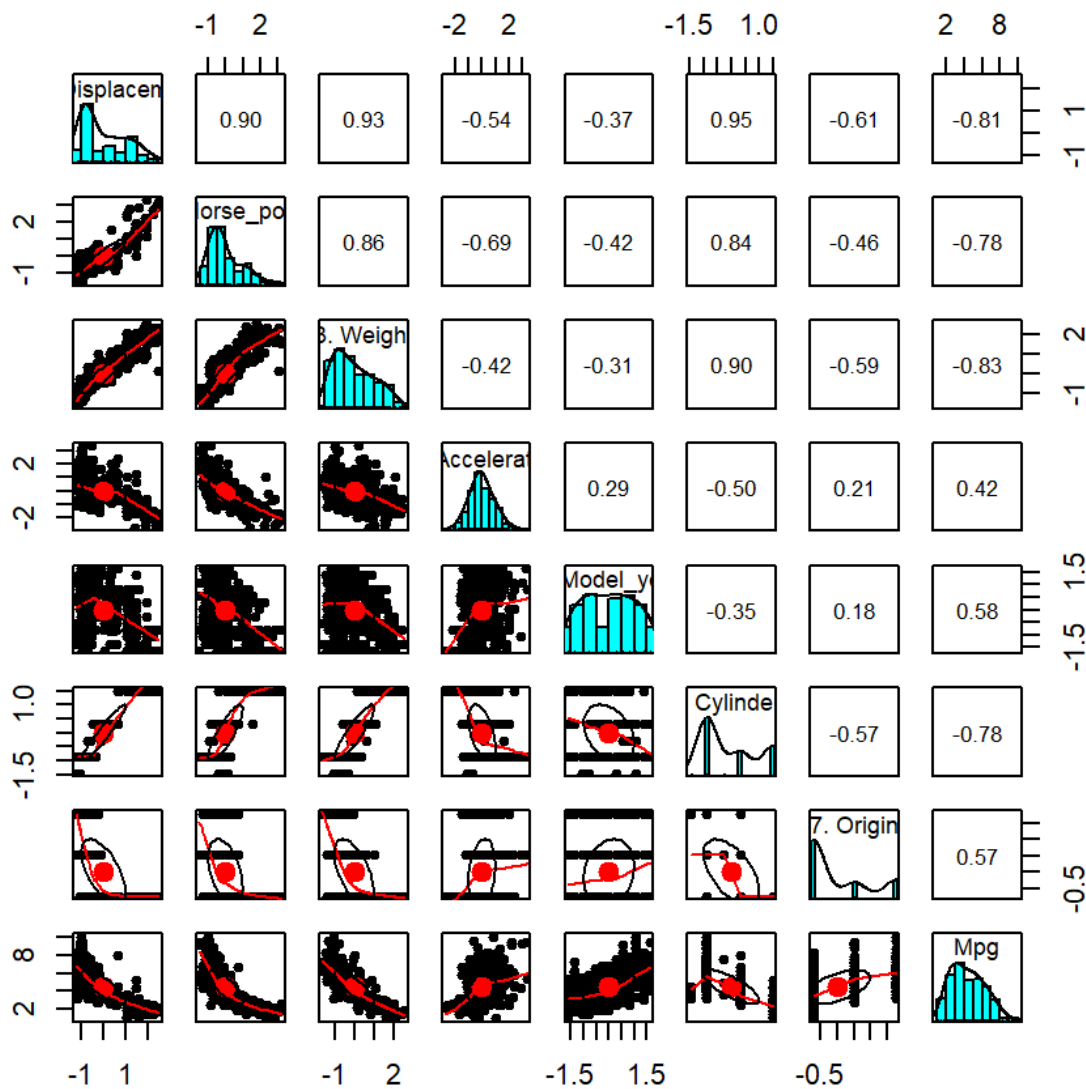 -1 2 -2 2 -1.5 1.0 2 8
isplacem 0.90 0.93 -0.54 -0.37 0.95 -0.61 -0.81 -1 1
-1 2 orse_po 0.86 -0.69 -0.42 0.84 -0.46 -0.78
3. Weigh -0.42 -0.31 0.90 -0.59 -0.83 -1 2
-2 2 Accelerat 0.29 -0.50 0.21 0.42
Model_ye -0.35 0.18 0.58 -1.5 1.5
-1.5 1.0 Cylinde -0.57 -0.78
7. Origin 0.57 -0.5
2 8 Mpg
-1 1 -1 2 -1.5 1.5 -0.5